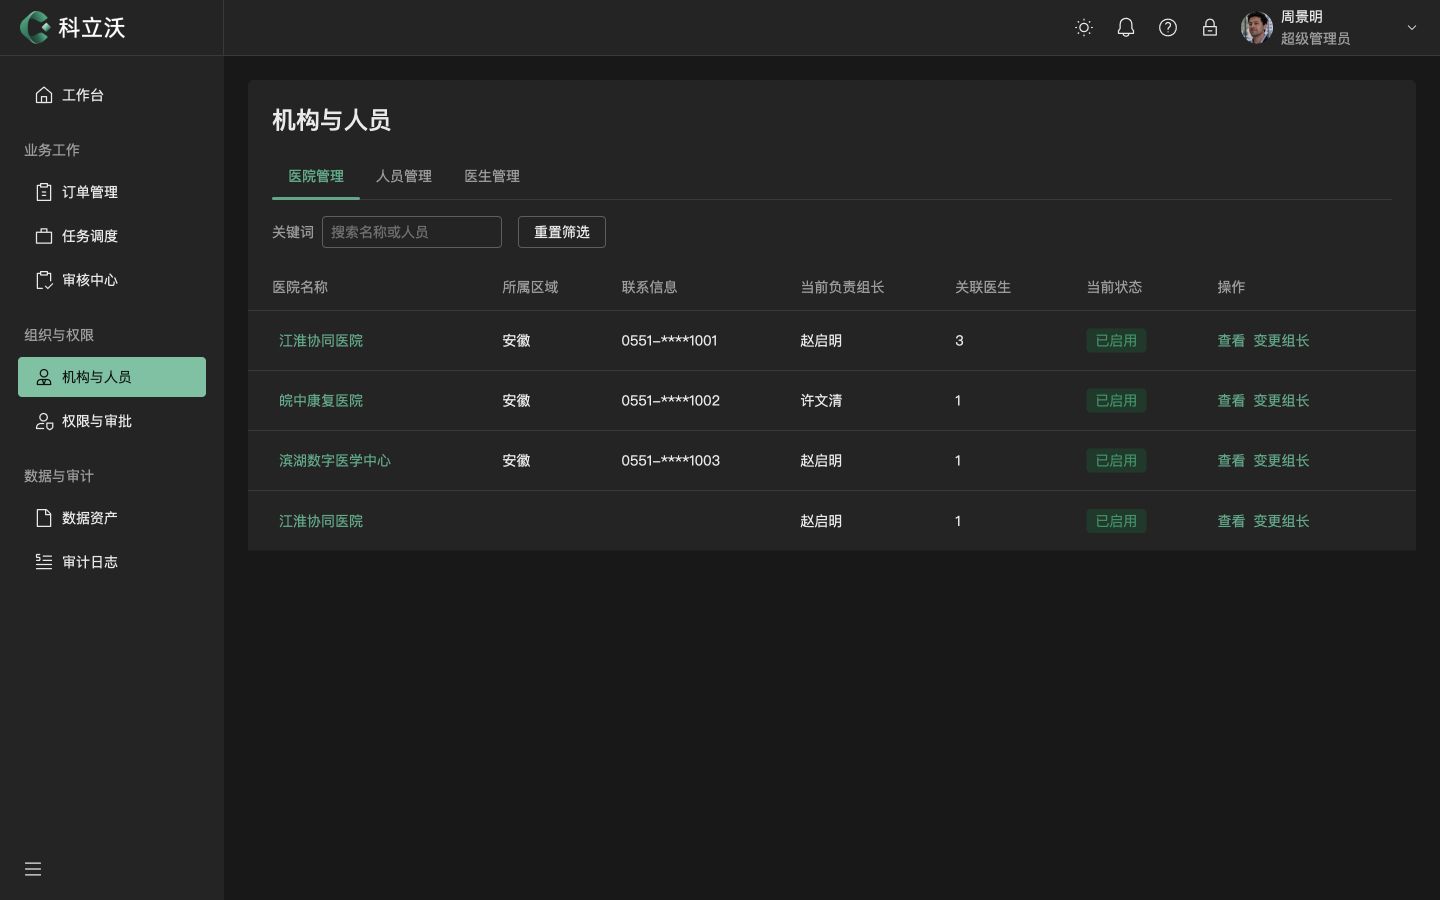 科立沃
周景明
超级管理员
工作台
业务工作
订单管理
任务调度
审核中心
组织与权限
机构与人员
权限与审批
数据与审计
数据资产
审计日志
机构与人员
医院管理 人员管理 医生管理
关键词 搜索名称或人员 重置筛选
医院名称 所属区域 联系信息 当前负责组长 关联医生 当前状态 操作
江淮协同医院 安徽 0551-****1001 赵启明 3 已启用 查看 变更组长
皖中康复医院 安徽 0551-****1002 许文清 1 已启用 查看 变更组长
滨湖数字医学中心 安徽 0551-****1003 赵启明 1 已启用 查看 变更组长
江淮协同医院 赵启明 1 已启用 查看 变更组长